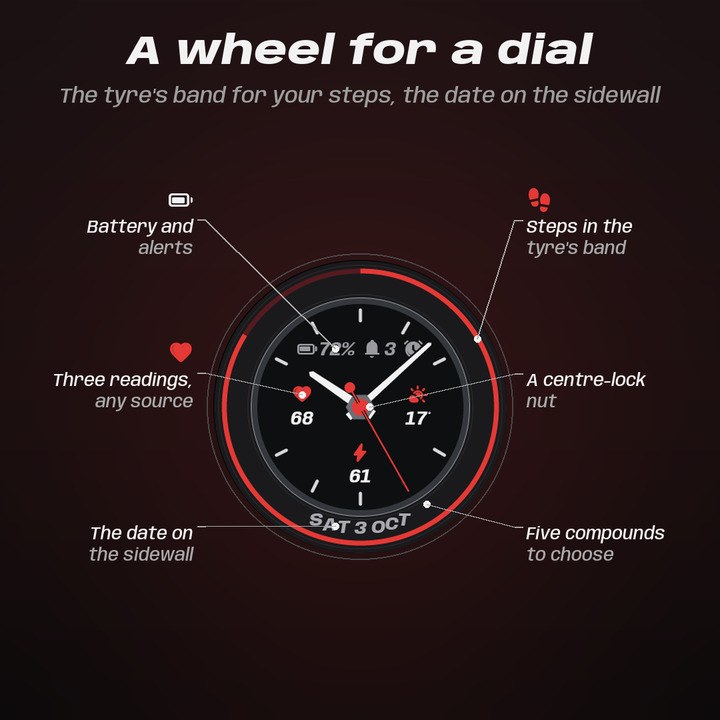 A wheel for a dial
The tyre's band for your steps, the date on the sidewall
Battery and
alerts
Steps in the
tyre's band
72% 3
Three readings,
any source
A centre-lock
nut
68
17°
61
SAT 3 OCT
The date on
the sidewall
Five compounds
to choose